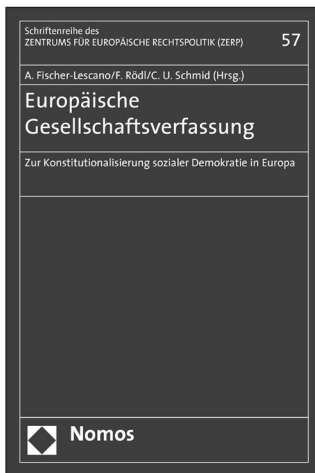 Schriftenreihe des
ZENTRUMS FÜR EUROPÄISCHE RECHTSPOLITIK (ZERP) 57
A. Fischer-Lescano/F. Rödl/C. U. Schmid (Hrsg.)
Europäische
Gesellschaftsverfassung
Zur Konstitutionalisierung sozialer Demokratie in Europa
Nomos